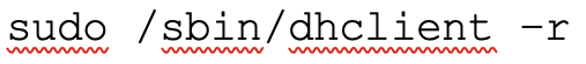 sudo /sbin/dhclient –r